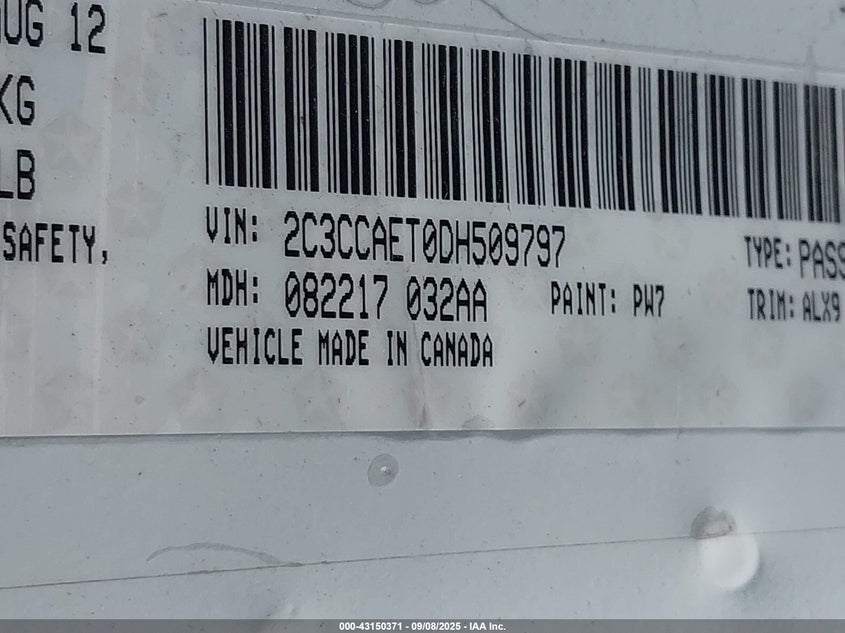 AUG 12
KG
LB
SAFETY,
VIN: 2C3CCAET0DH509797
TYPE: PASS
MDH: 082217 032AA
PAINT: PW7
TRIM: ALX9
VEHICLE MADE IN CANADA
000-43150371 - 09/08/2025 - IAA Inc.